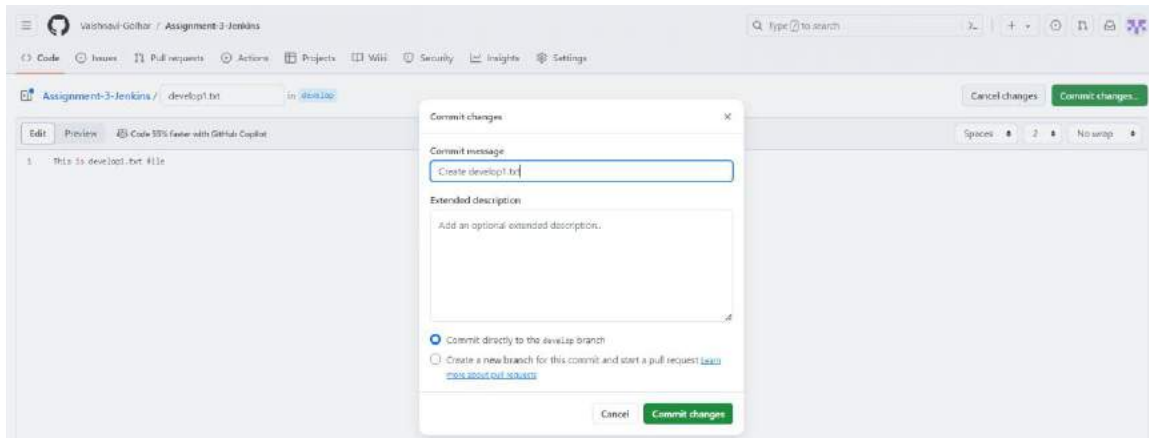 Vaishnavi-Golhar / Assignment-3-Jenkins
Type / to search
Code Issues Pull requests Actions Projects Wiki Security Insights Settings
Assignment-3-Jenkins / develop1.txt in develop
Cancel changes Commit changes...
Edit Preview Code 55% faster with GitHub Copilot
Spaces 2 No wrap
1 This is develop1.txt file
Commit changes
Commit message
Create develop1.txt
Extended description
Add an optional extended description..
Commit directly to the develop branch
Create a new branch for this commit and start a pull request Learn
more about pull requests
Cancel Commit changes